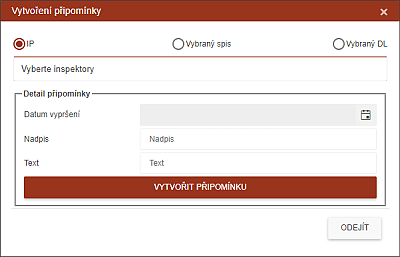 Vytvoření připomínky
IP
Vybraný spis
Vybraný DL
Vyberte inspektory
Detail připomínky
Datum vypršení
Nadpis
Nadpis
Text
Text
VYTVOŘIT PŘIPOMÍNKU
ODEJÍT